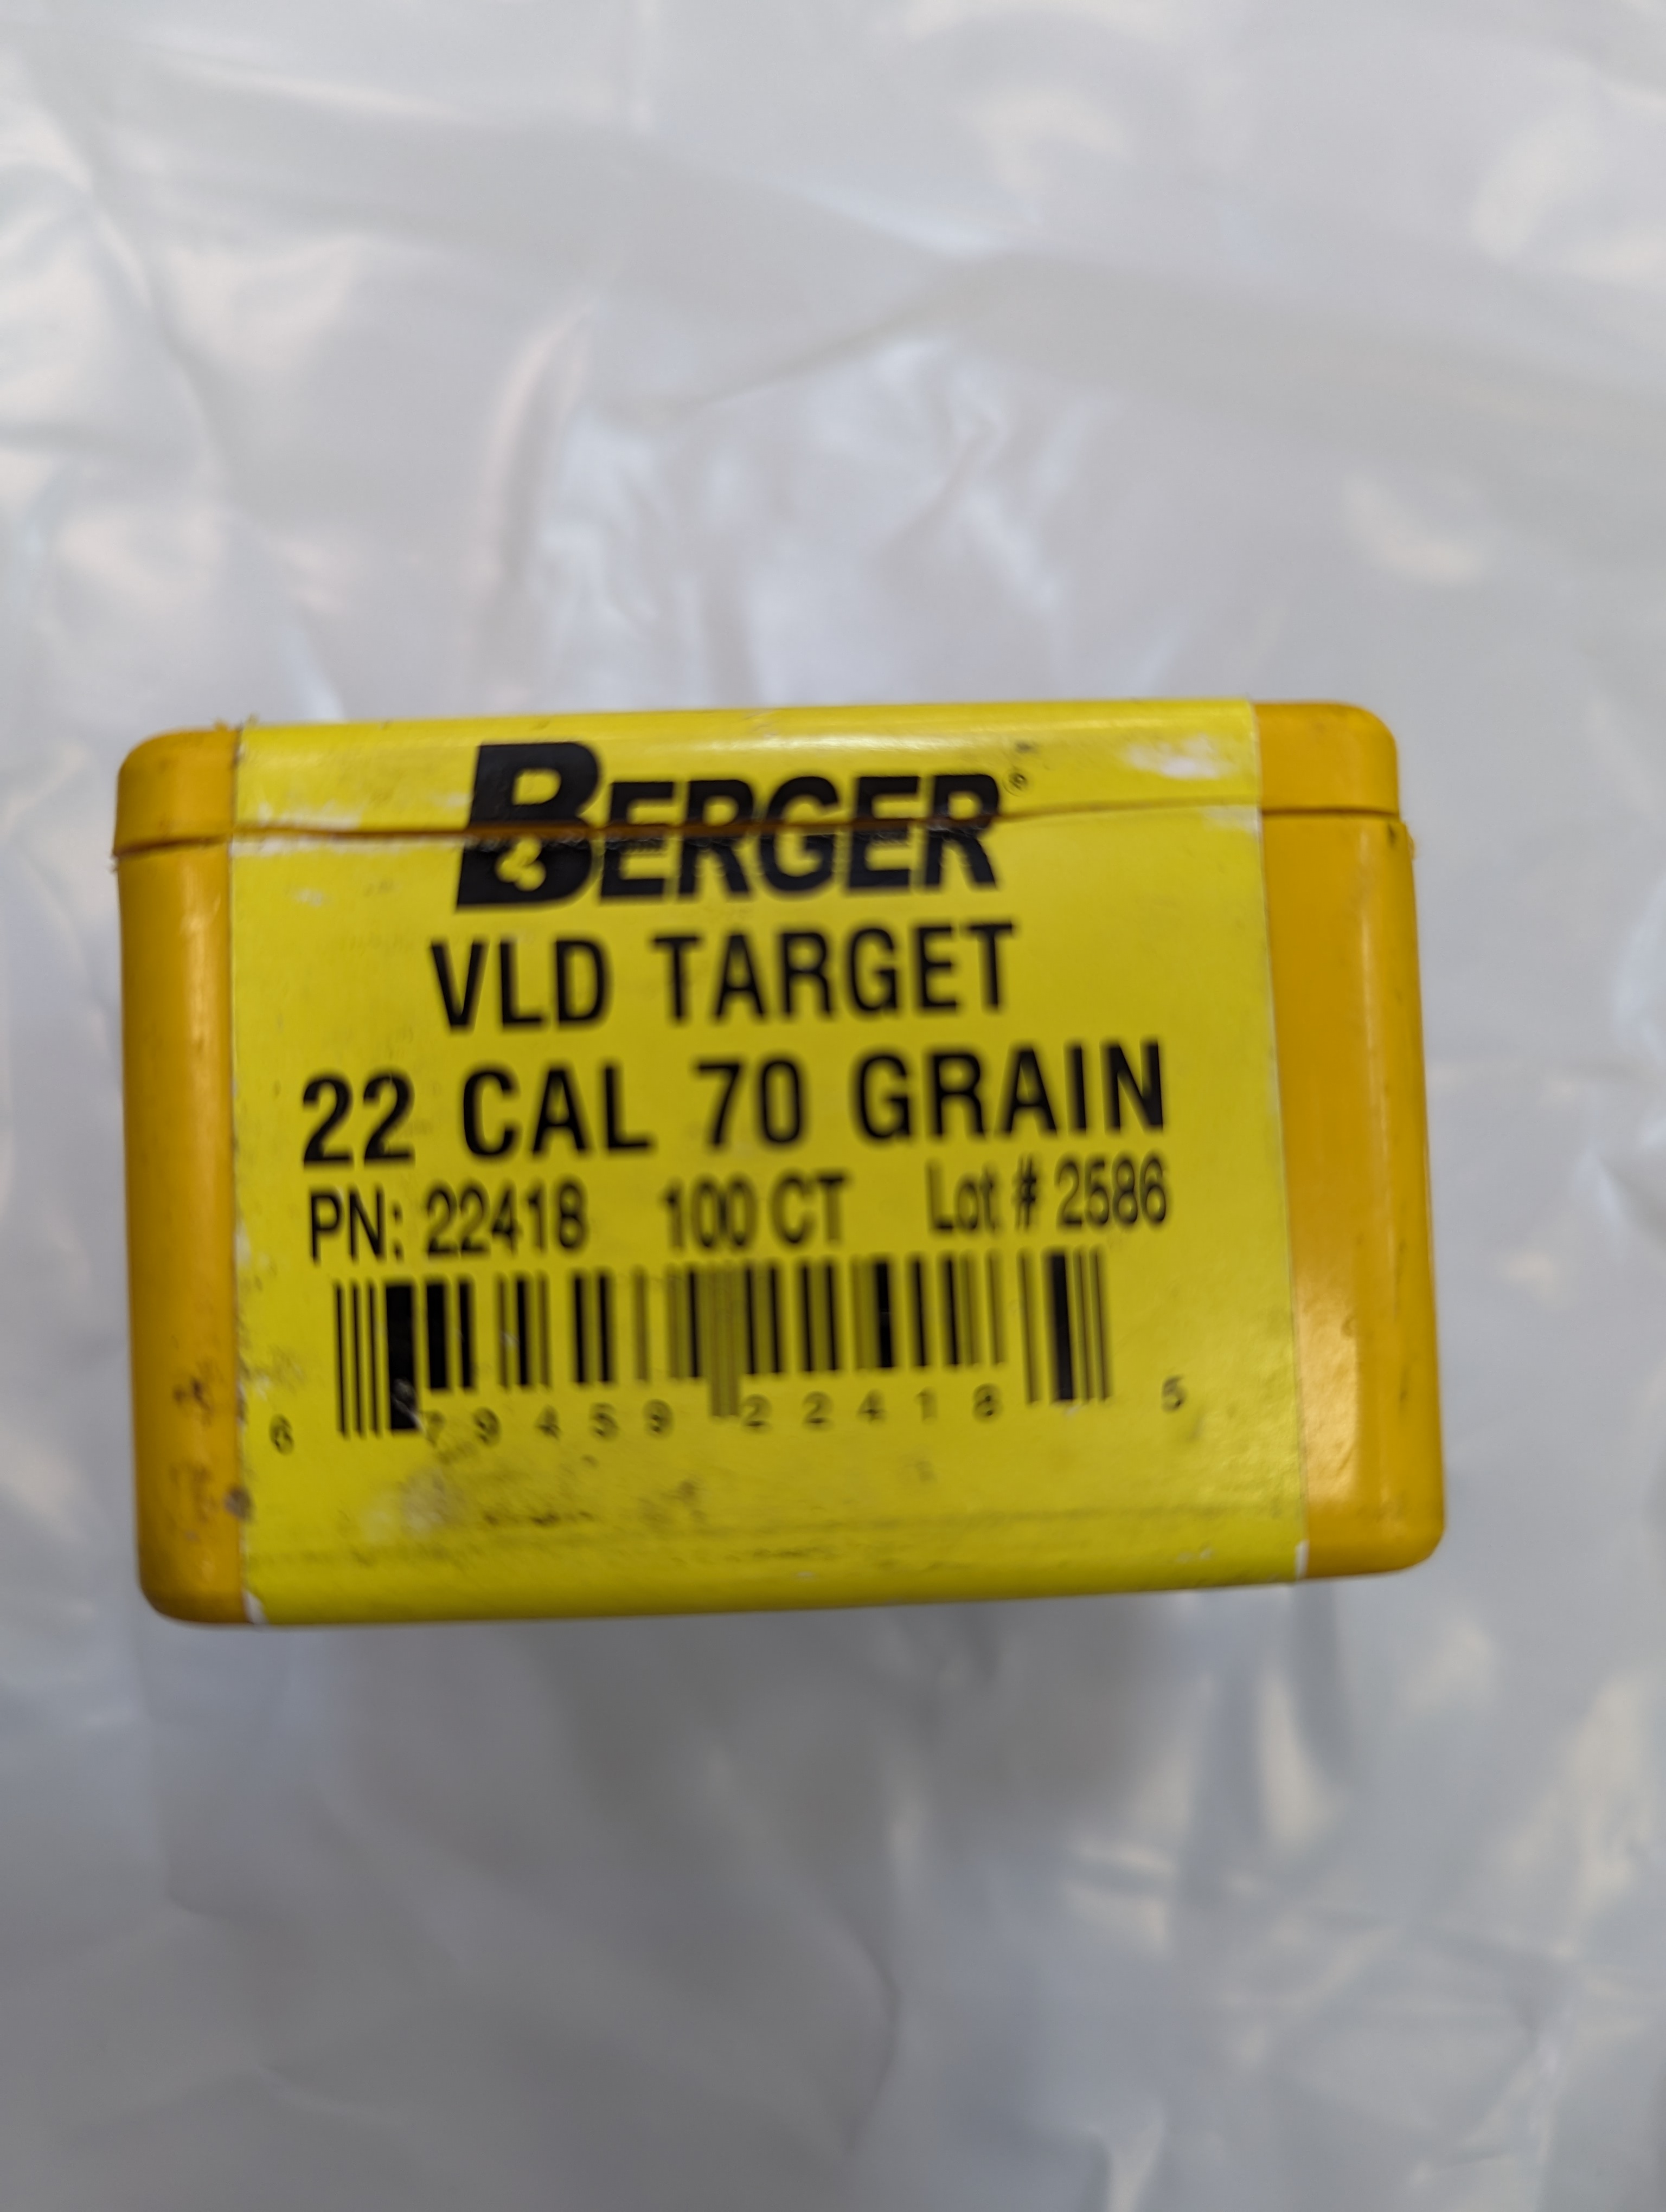 BERGER®
VLD TARGET
22 CAL 70 GRAIN
PN: 22418 100 CT Lot # 2586
6 79459 22418 5